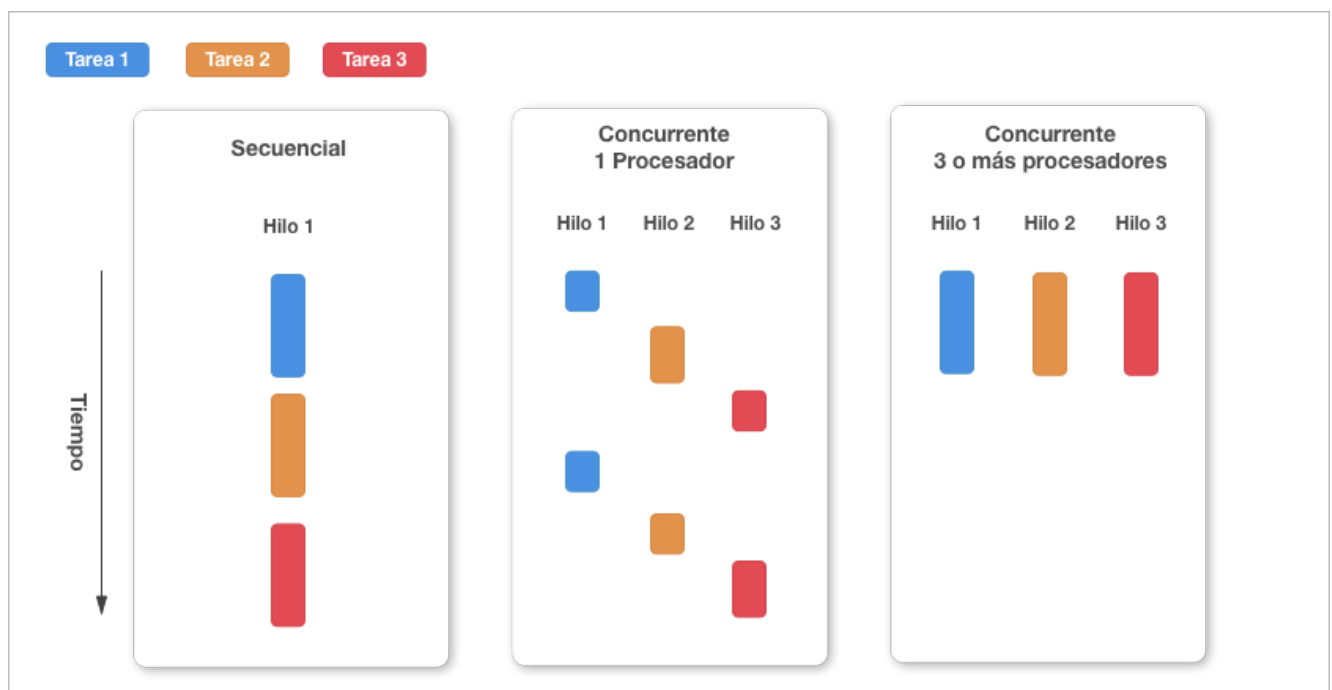 Tarea 1
Tarea 2
Tarea 3
Secuencial
Hilo 1
Concurrente
1 Procesador
Hilo 1
Hilo 2
Hilo 3
Concurrente
3 o más procesadores
Hilo 1
Hilo 2
Hilo 3
Tiempo